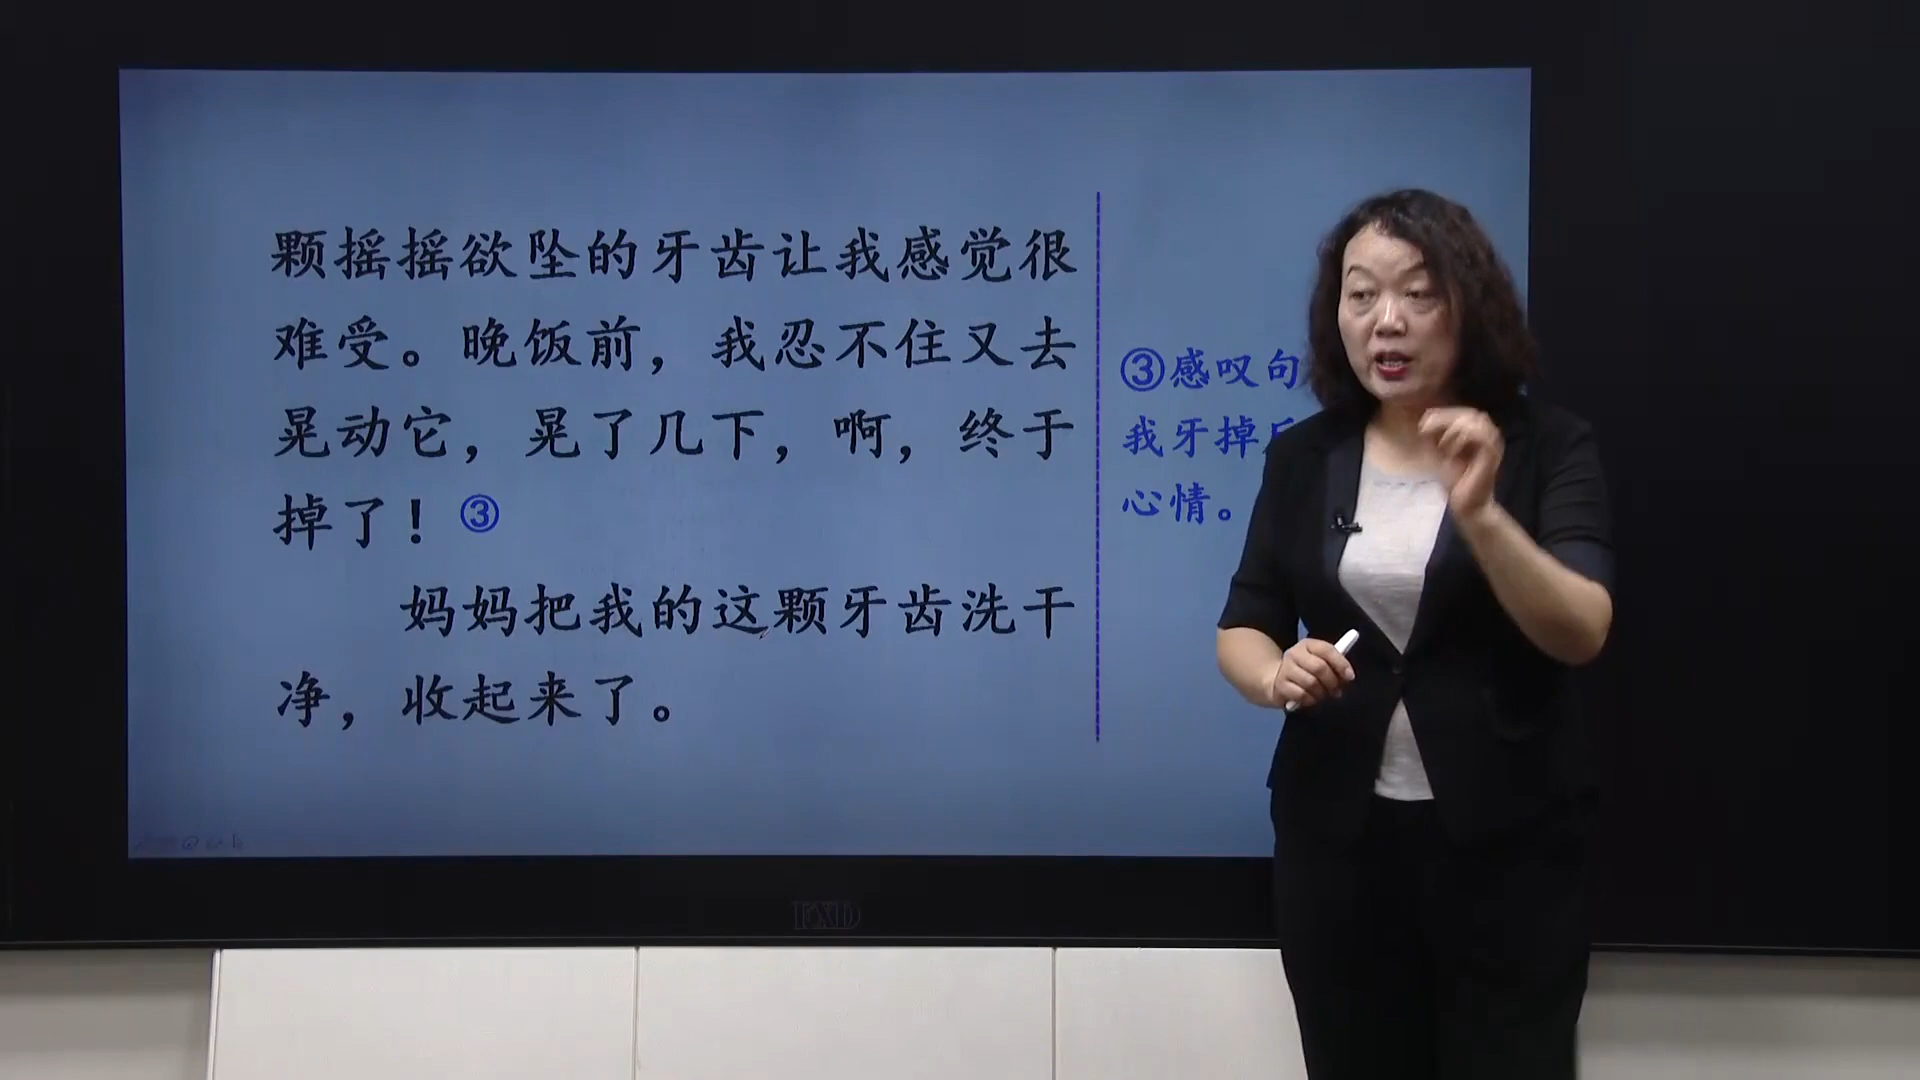 颗摇摇欲坠的牙齿让我感觉很
难受。晚饭前，我忍不住又去
晃动它，晃了几下，啊，终于
掉了！③
妈妈把我的这颗牙齿洗干
净，收起来了。
③感叹句
我牙掉
心情。
FXD